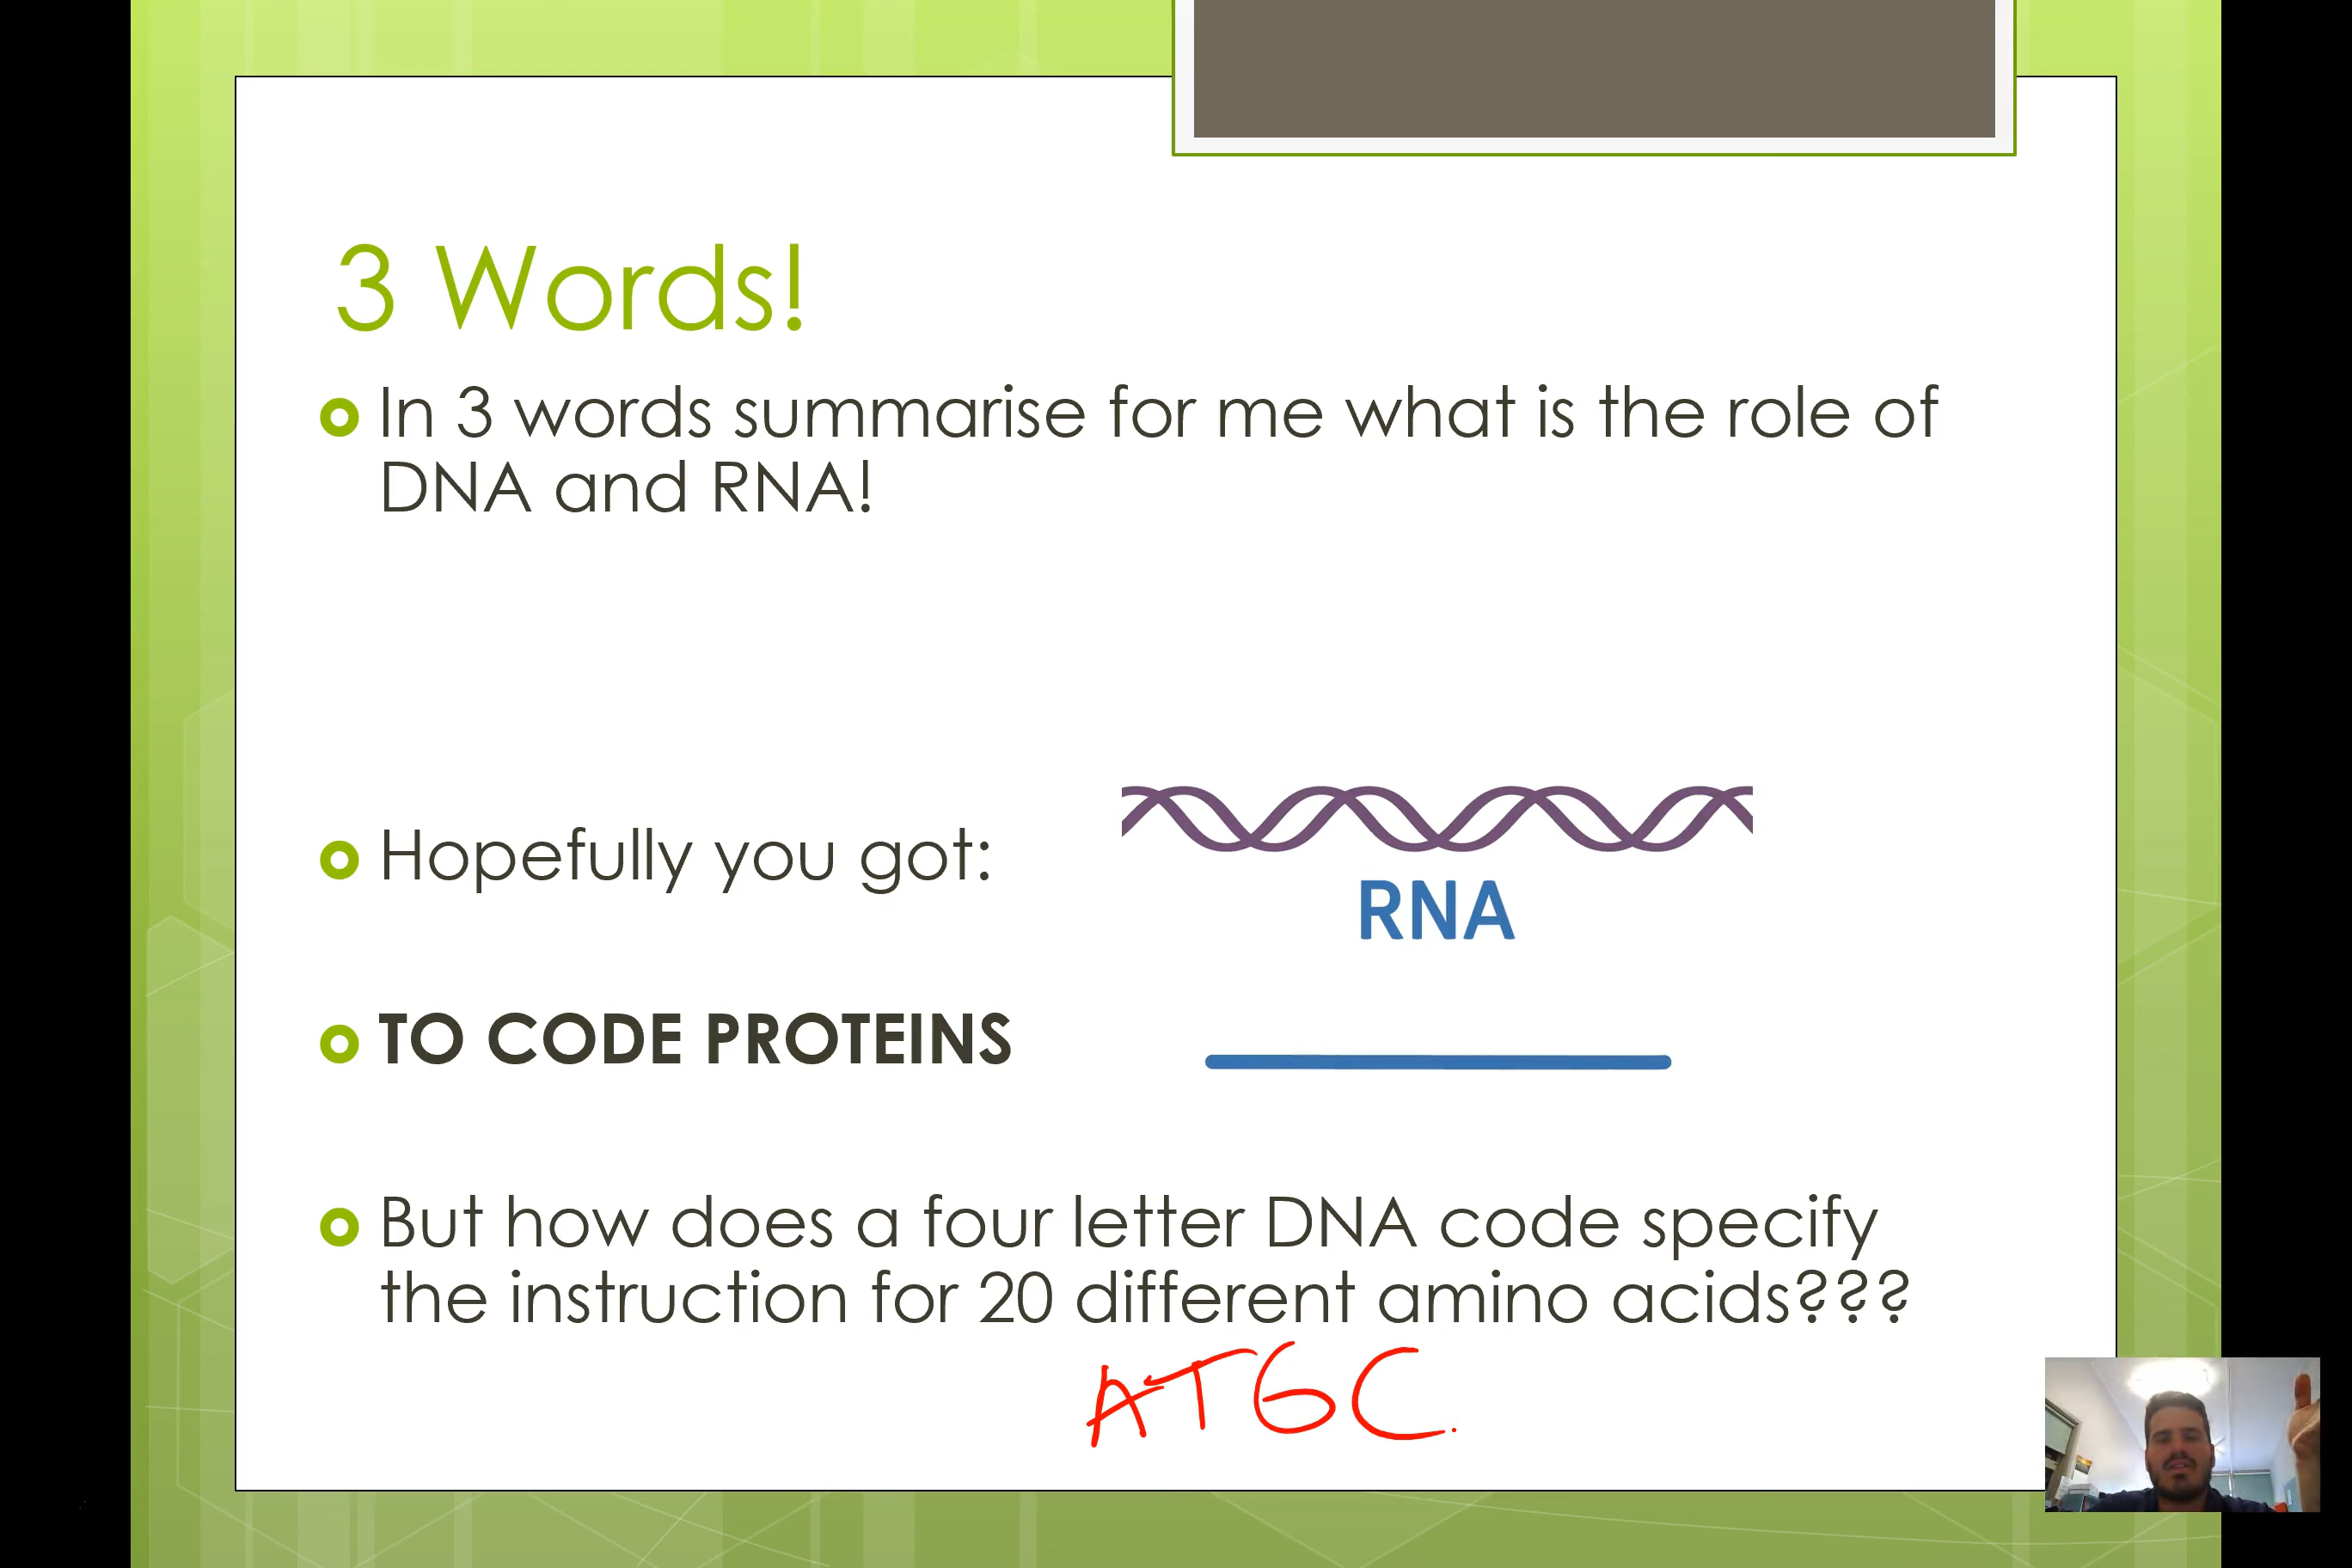 3 Words!
In 3 words summarise for me what is the role of
DNA and RNA!
Hopefully you got:
RNA
TO CODE PROTEINS
But how does a four letter DNA code specify
the instruction for 20 different amino acids???
ATGC.